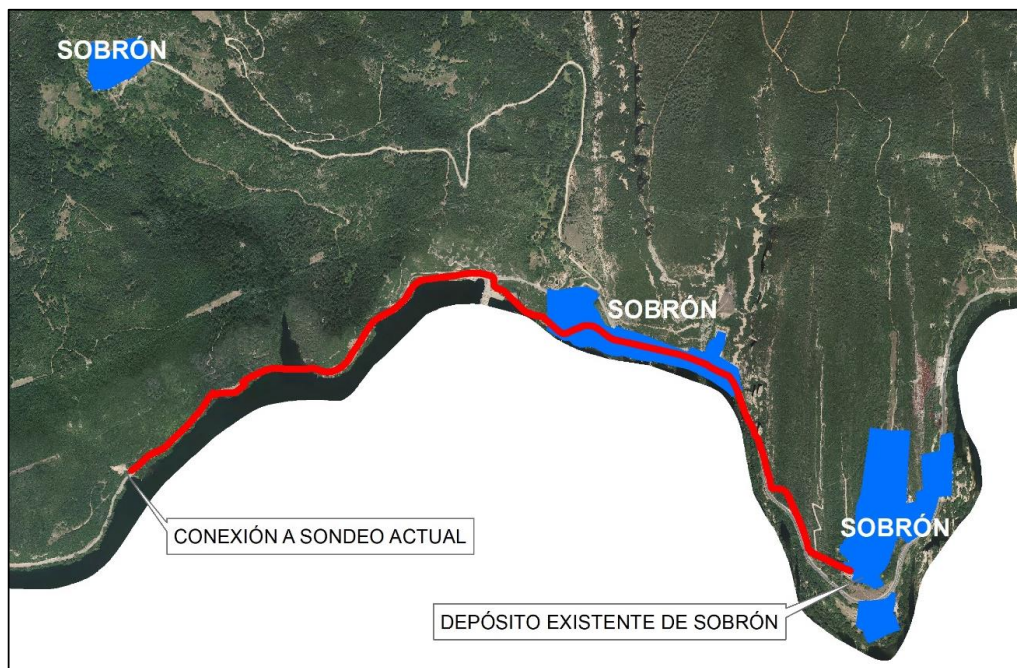 SOBRÓN
SOBRÓN
CONEXIÓN A SONDEO ACTUAL
SOBRÓN
DEPÓSITO EXISTENTE DE SOBRÓN